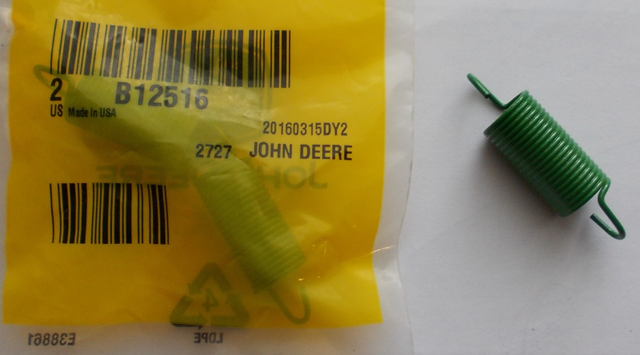 2 B12516
US Made in USA
20160315DY2
2727 JOHN DEERE
JOHN DEERE
4
E38861 LDPE